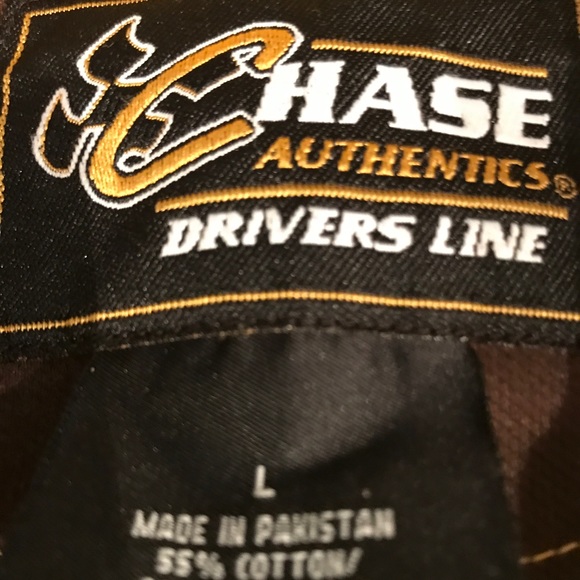 CHASE
AUTHENTICS®
DRIVERS LINE
L
MADE IN PAKISTAN
55% COTTON/